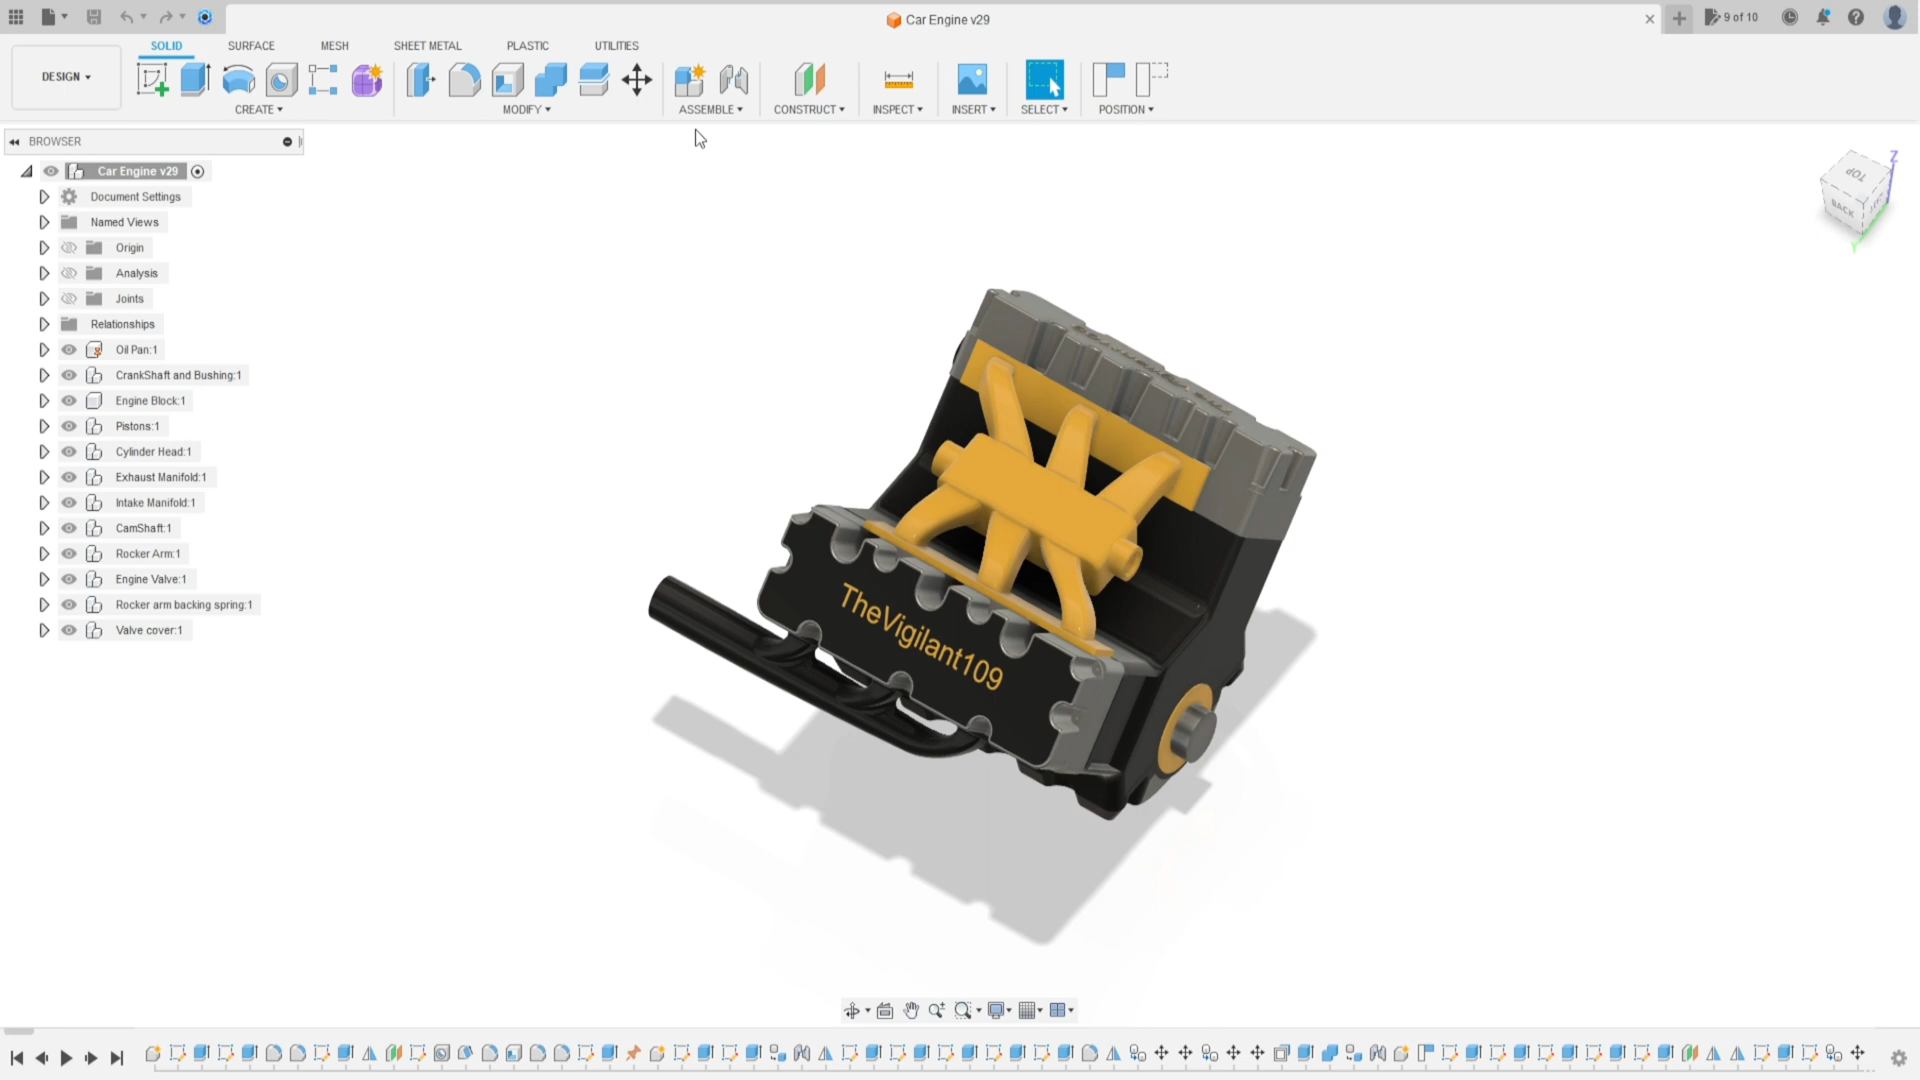 Car Engine v29
9 of 10
SOLID SURFACE MESH SHEET METAL PLASTIC UTILITIES
DESIGN
CREATE MODIFY ASSEMBLE CONSTRUCT INSPECT INSERT SELECT POSITION
BROWSER
Car Engine v29
Document Settings
Named Views
Origin
Analysis
Joints
Relationships
Oil Pan:1
CrankShaft and Bushing:1
Engine Block:1
Pistons:1
Cylinder Head:1
Exhaust Manifold:1
Intake Manifold:1
CamShaft:1
Rocker Arm:1
Engine Valve:1
Rocker arm backing spring:1
Valve cover:1
Z
TOP
BACK
Y
TheVigilant109